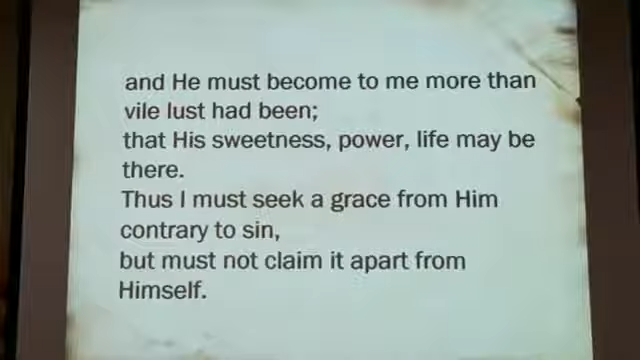 and He must become to me more than
vile lust had been;
that His sweetness, power, life may be
there.
Thus I must seek a grace from Him
contrary to sin,
but must not claim it apart from
Himself.